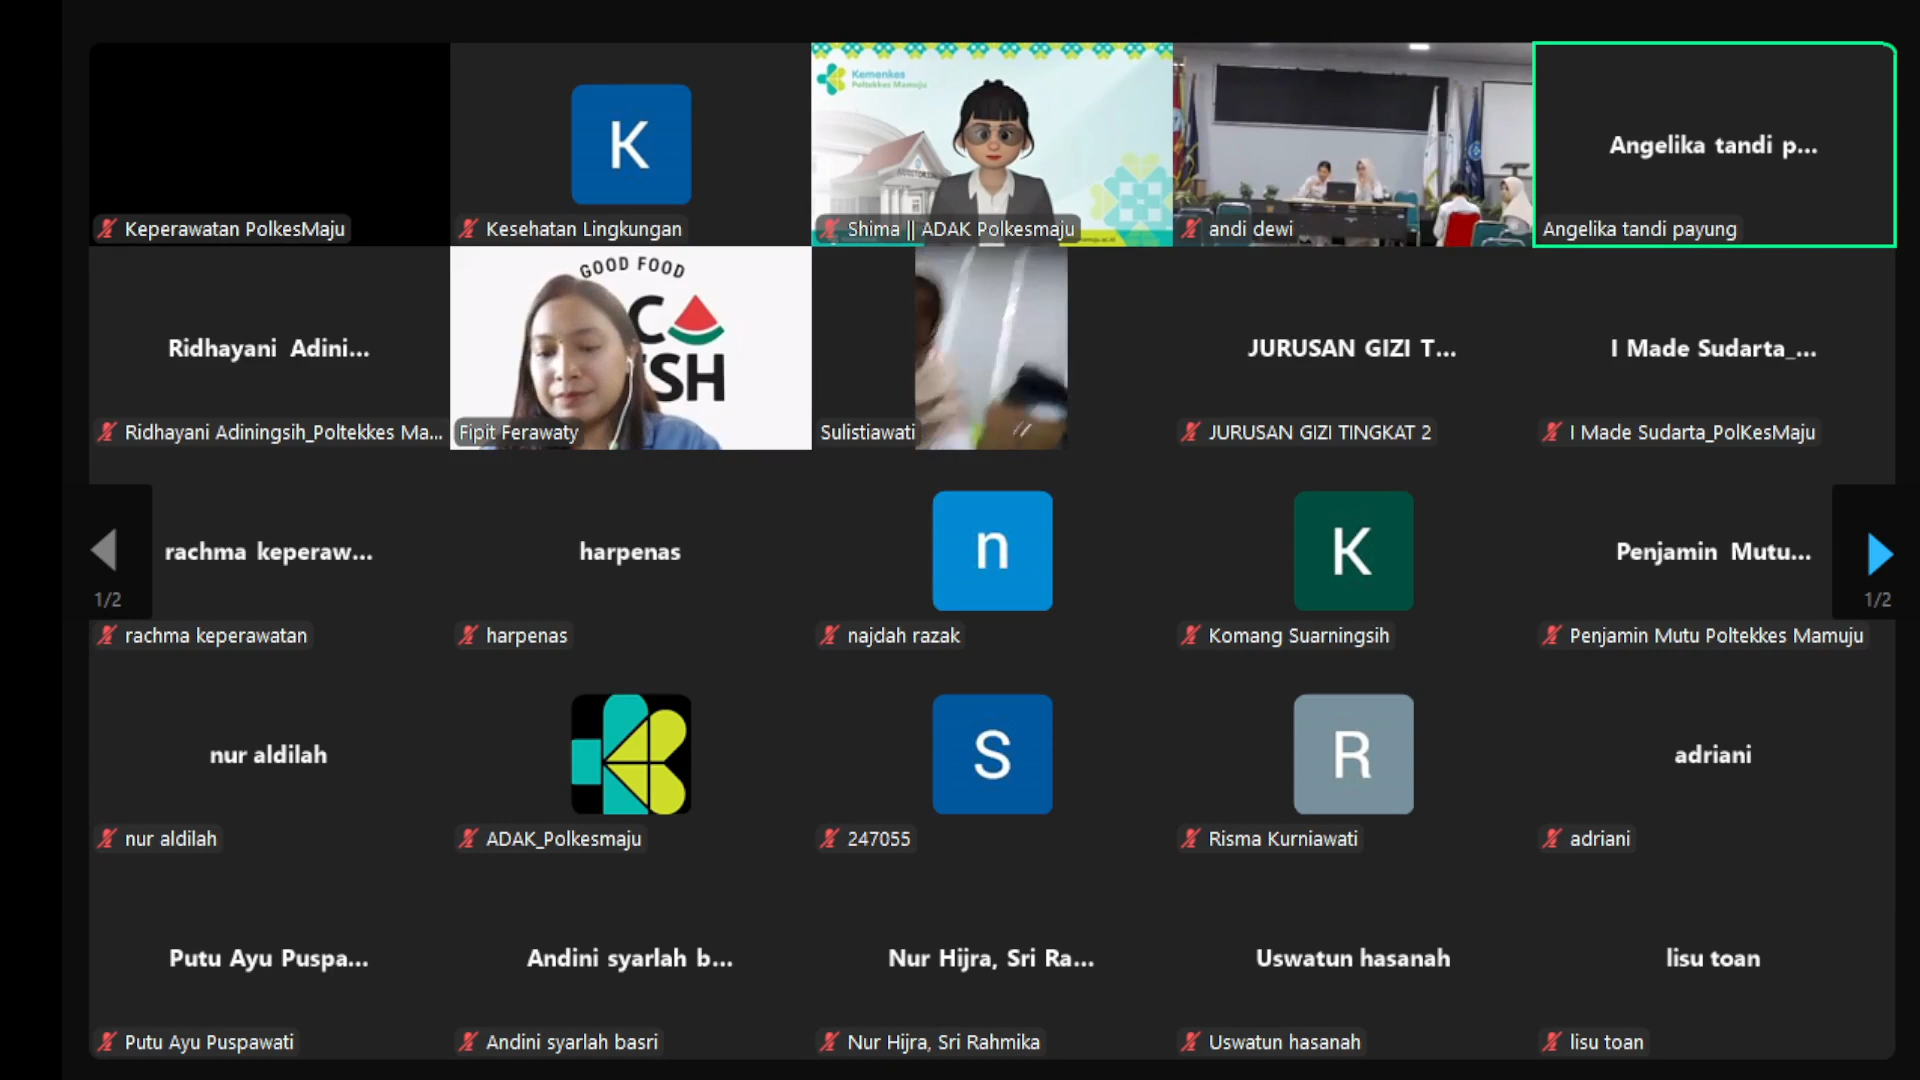 K
Kemenkes
Poltekkes Mamuju
Angelika tandi p...
Keperawatan PolkesMaju
Kesehatan Lingkungan
Shima || ADAK Polkesmaju
andi dewi
Angelika tandi payung
GOOD FOOD
Ridhayani Adini...
C
SH
JURUSAN GIZI T...
I Made Sudarta_...
Ridhayani Adiningsih_Poltekkes Ma...
Fipit Ferawaty
Sulistiawati
JURUSAN GIZI TINGKAT 2
I Made Sudarta_PolKesMaju
rachma keperaw...
harpenas
n
K
Penjamin Mutu...
1/2
1/2
rachma keperawatan
harpenas
najdah razak
Komang Suarningsih
Penjamin Mutu Poltekkes Mamuju
nur aldilah
S
R
adriani
nur aldilah
ADAK_Polkesmaju
247055
Risma Kurniawati
adriani
Putu Ayu Puspa...
Andini syarlah b...
Nur Hijra, Sri Ra...
Uswatun hasanah
lisu toan
Putu Ayu Puspawati
Andini syarlah basri
Nur Hijra, Sri Rahmika
Uswatun hasanah
lisu toan